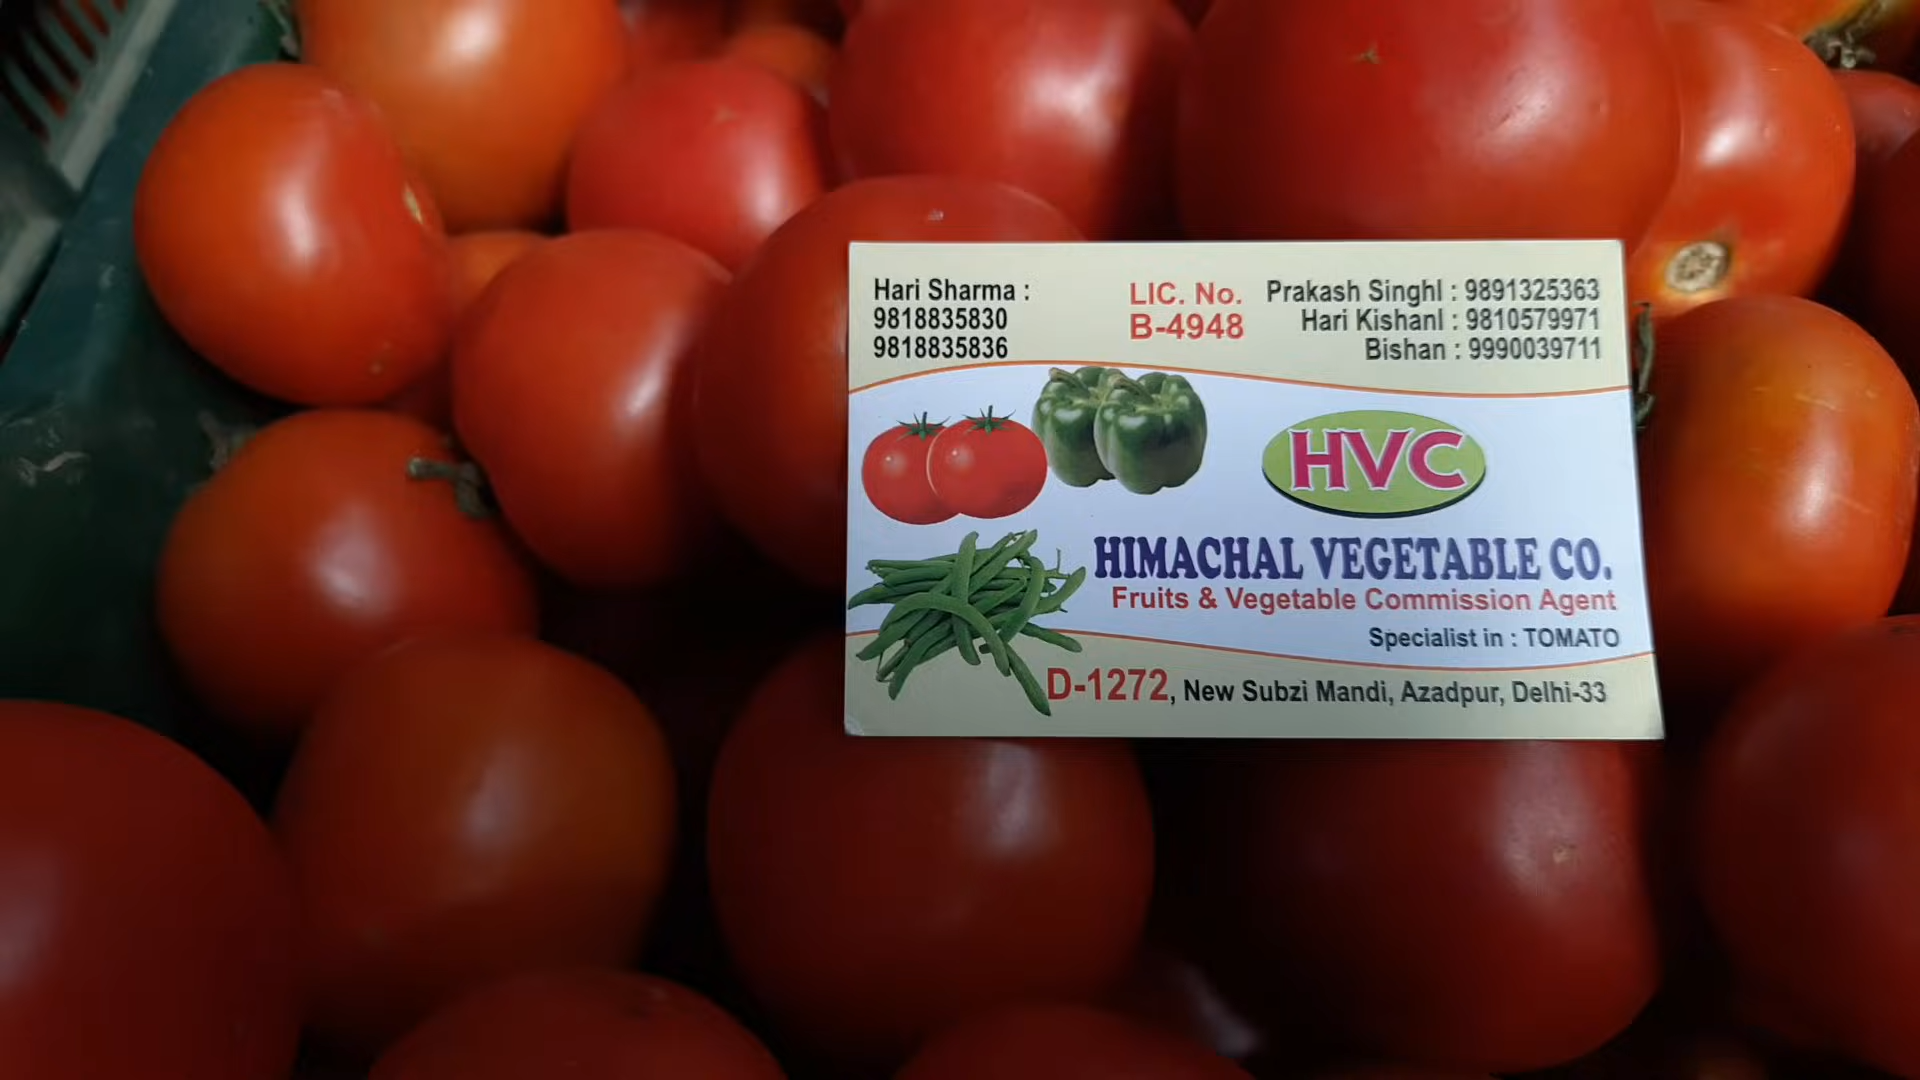 Hari Sharma :
9818835830
9818835836
LIC. No.
B-4948
Prakash Singhl : 9891325363
Hari Kishanl : 9810579971
Bishan : 9990039711
HVC
HIMACHAL VEGETABLE CO.
Fruits & Vegetable Commission Agent
Specialist in : TOMATO
D-1272, New Subzi Mandi, Azadpur, Delhi-33